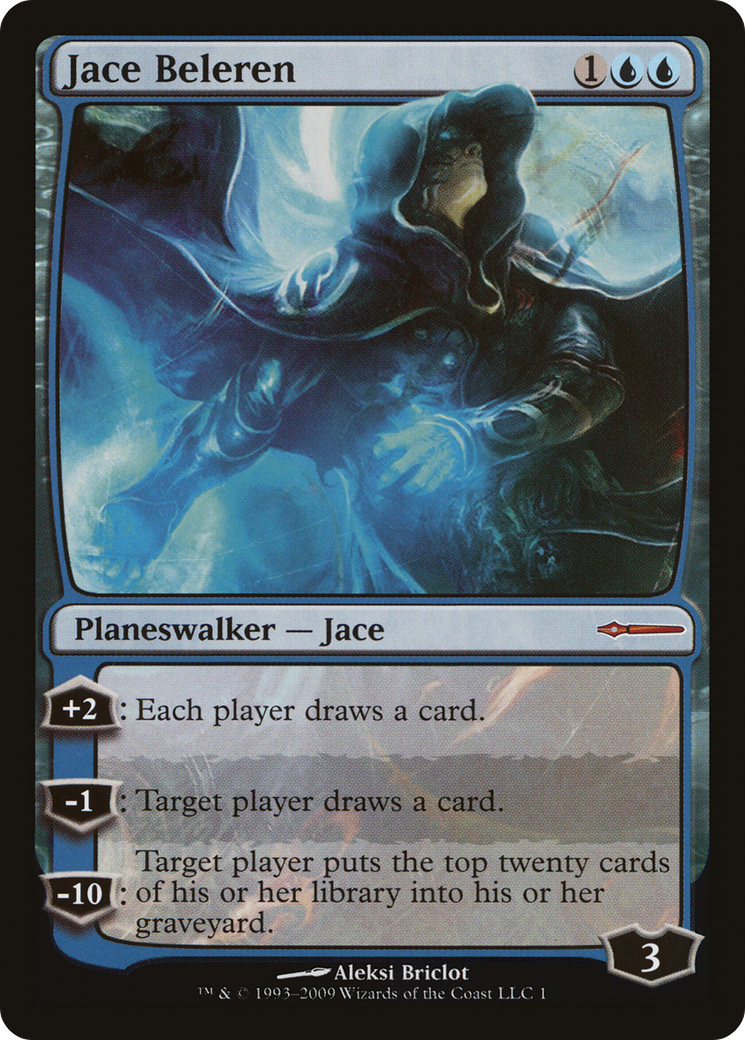 Jace Beleren 1
Planeswalker — Jace
+2 : Each player draws a card.
-1 : Target player draws a card.
Target player puts the top twenty cards
-10 : of his or her library into his or her
graveyard.
3
Aleksi Briclot
™ & © 1993–2009 Wizards of the Coast LLC 1